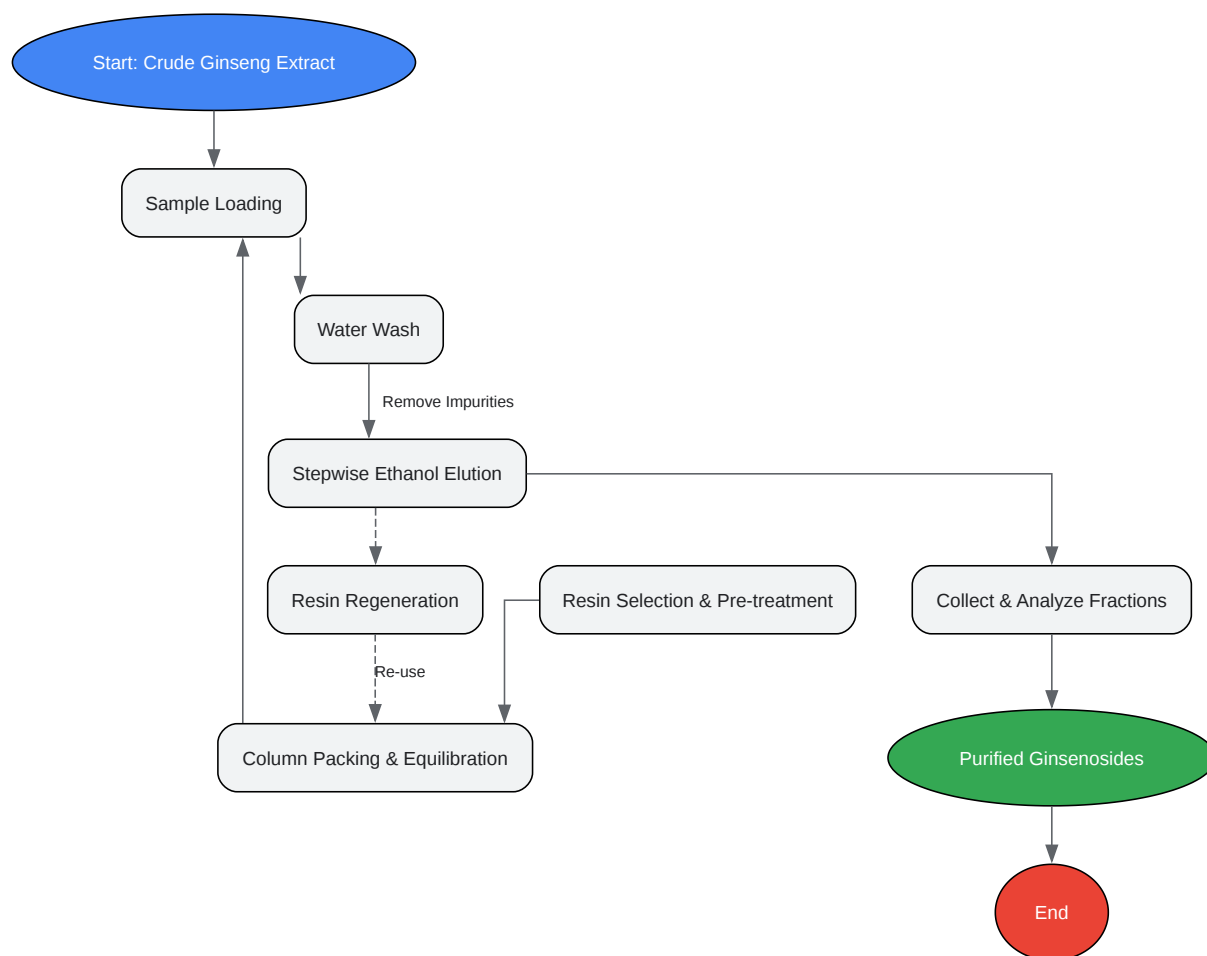 Start: Crude Ginseng Extract
Sample Loading
Water Wash
Remove Impurities
Stepwise Ethanol Elution
Resin Regeneration
Resin Selection & Pre-treatment
Collect & Analyze Fractions
Re-use
Column Packing & Equilibration
Purified Ginsenosides
End